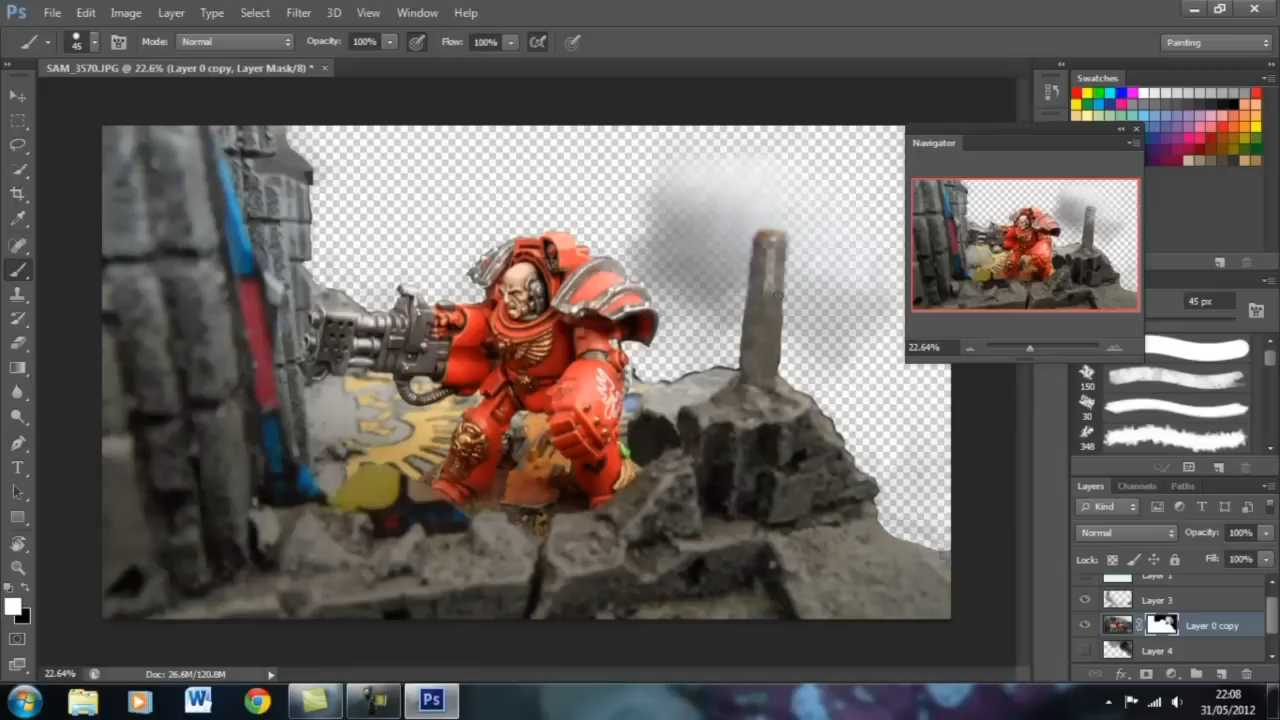 Ps File Edit Image Layer Type Select Filter 3D View Window Help
45 Mode: Normal Opacity: 100% Flow: 100% Painting
SAM_3570.JPG @ 22.6% (Layer 0 copy, Layer Mask/8) * ×
Swatches
Navigator
45 px
22.64%
150
30
348
Layers Channels Paths
Kind
Normal Opacity: 100%
Lock: Fill: 100%
Layer 1
Layer 3
Layer 0 copy
Layer 4
22.64% Doc: 26.6M/120.8M
W Ps
22:08
31/05/2012